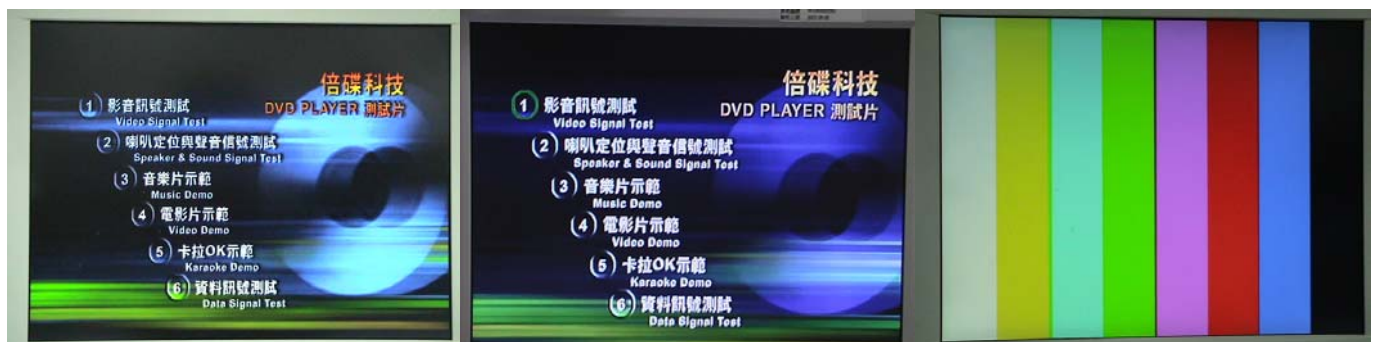 倍碟科技
DVD PLAYER 測試片
1 影音訊號測試
Video Signal Test
2 喇叭定位與聲音信號測試
Speaker & Sound Signal Test
3 音樂片示範
Music Demo
4 電影片示範
Video Demo
5 卡拉OK示範
Karaoke Demo
6 資料訊號測試
Data Signal Test
倍碟科技
DVD PLAYER 測試片
1 影音訊號測試
Video Signal Test
2 喇叭定位與聲音信號測試
Speaker & Sound Signal Test
3 音樂片示範
Music Demo
4 電影片示範
Video Demo
5 卡拉OK示範
Karaoke Demo
6 資料訊號測試
Data Signal Test